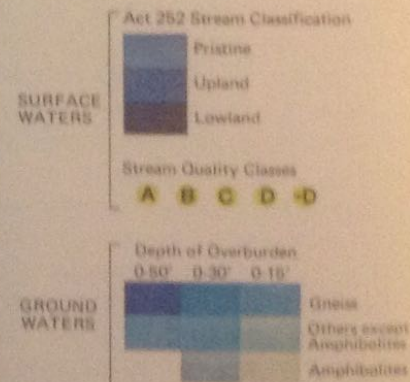 Act 252 Stream Classification
Pristine
Upland
Lowland
SURFACE
WATERS
Stream Quality Classes
A B C D -D
Depth of Overburden
0-50' 0-30' 0-15'
GROUND
WATERS
Gneiss
Others except
Amphibolites
Amphibolites